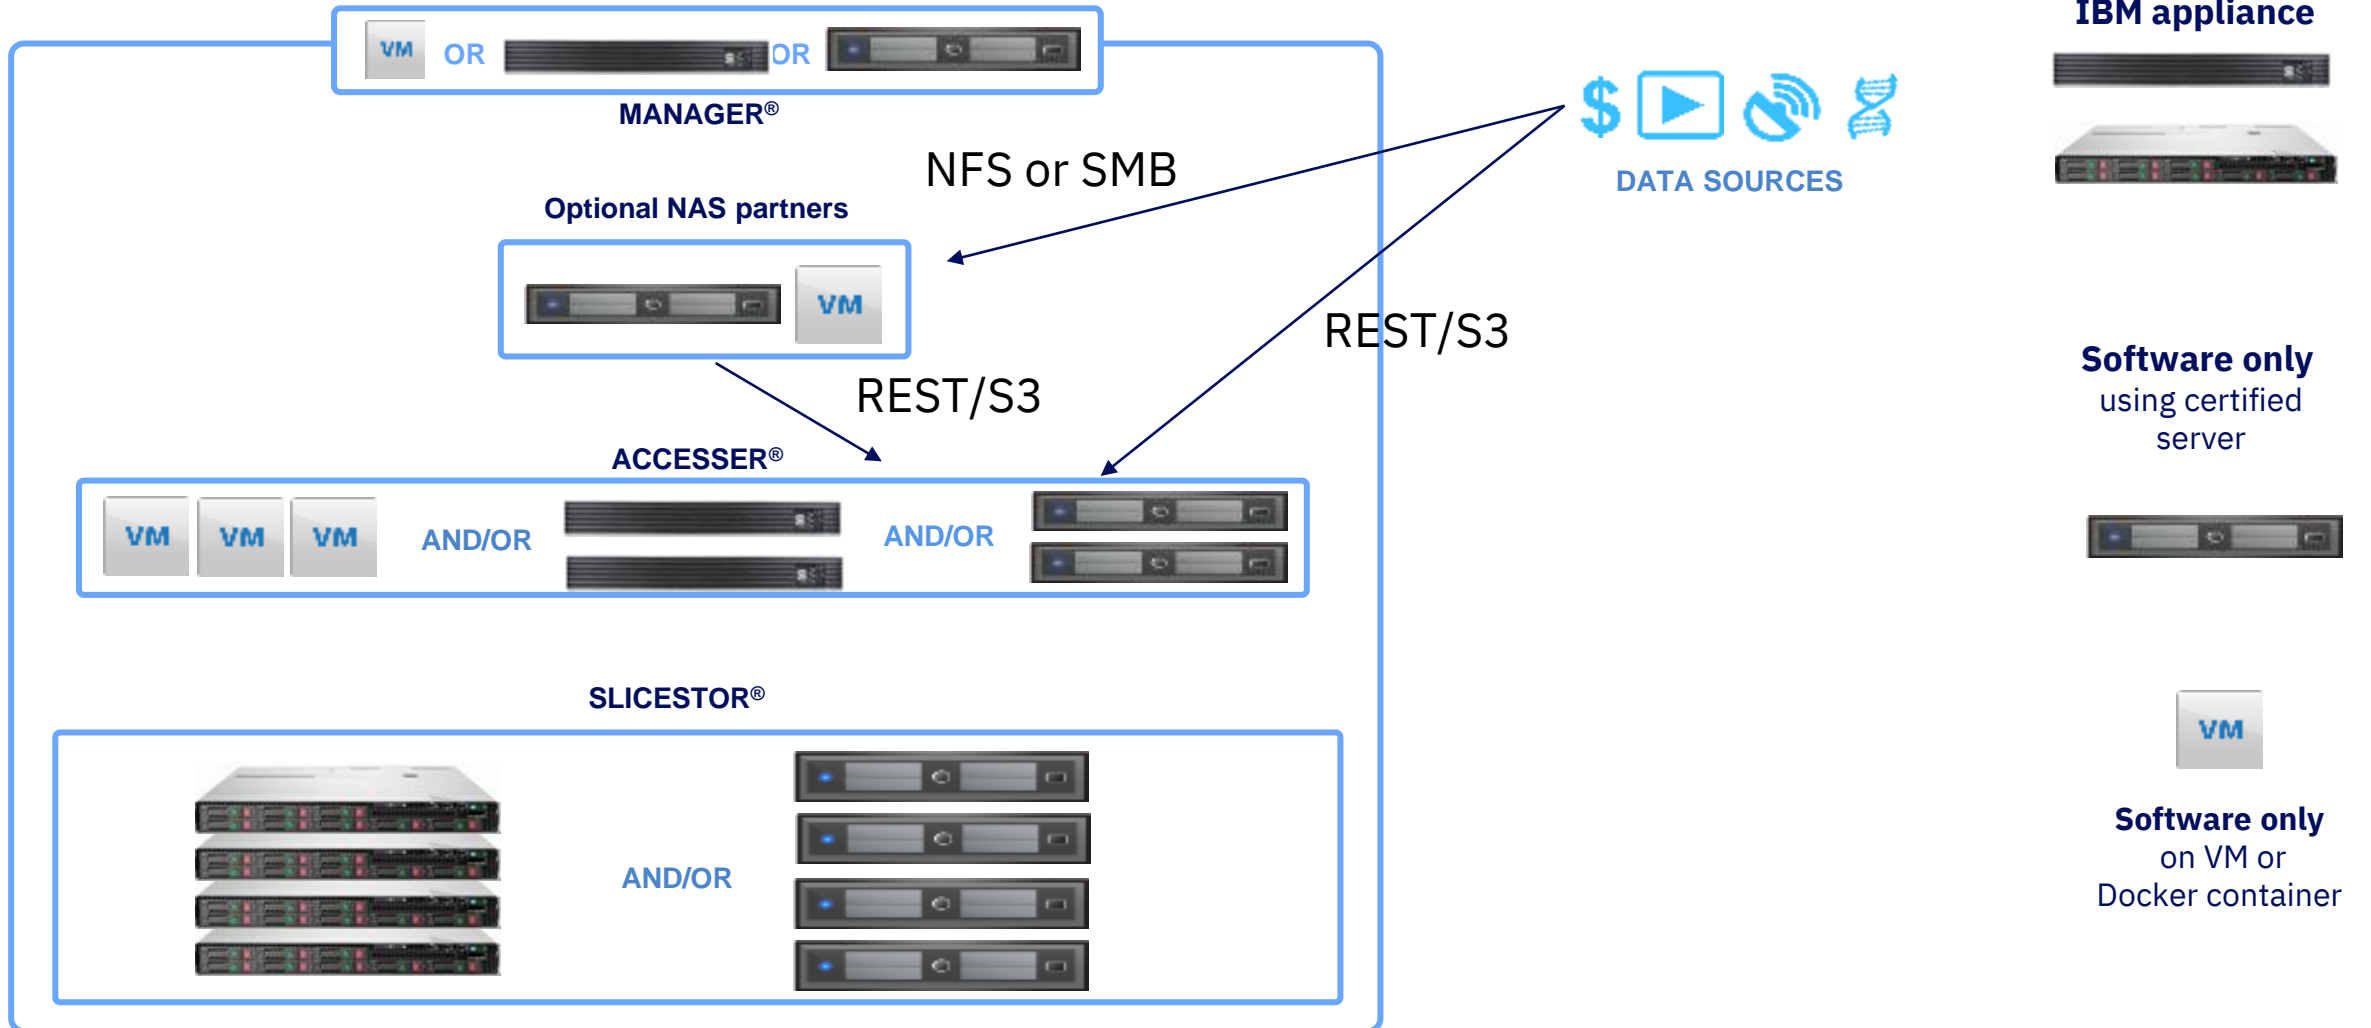 IBM appliance
VM OR OR
MANAGER®
NFS or SMB
$
DATA SOURCES
Optional NAS partners
VM
REST/S3
REST/S3
Software only
using certified
server
ACCESSER®
VM VM VM AND/OR AND/OR
SLICESTOR®
AND/OR
VM
Software only
on VM or
Docker container